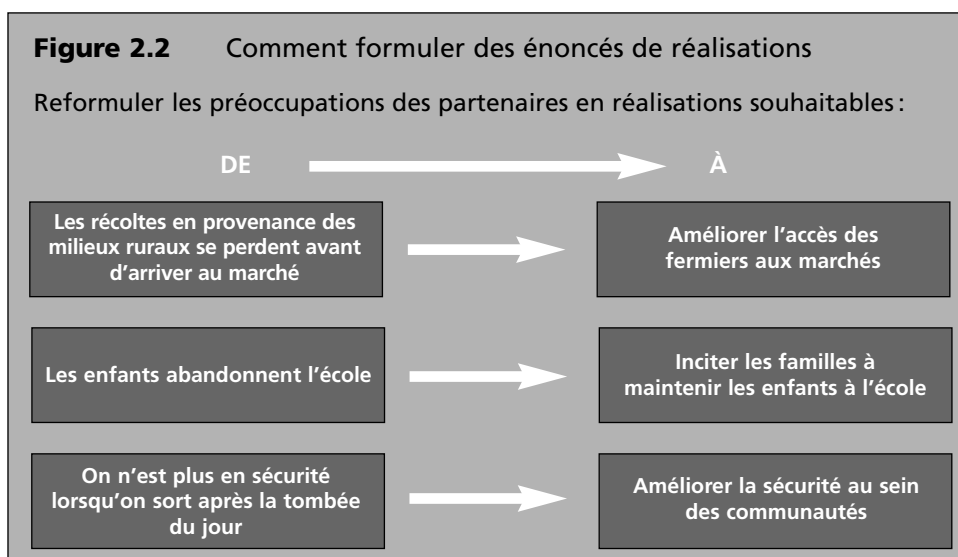 Figure 2.2 Comment formuler des énoncés de réalisations
Reformuler les préoccupations des partenaires en réalisations souhaitables :
DE À
Les récoltes en provenance des
milieux ruraux se perdent avant
d'arriver au marché
Améliorer l'accès des
fermiers aux marchés
Les enfants abandonnent l'école
Inciter les familles à
maintenir les enfants à l'école
On n'est plus en sécurité
lorsqu'on sort après la tombée
du jour
Améliorer la sécurité au sein
des communautés